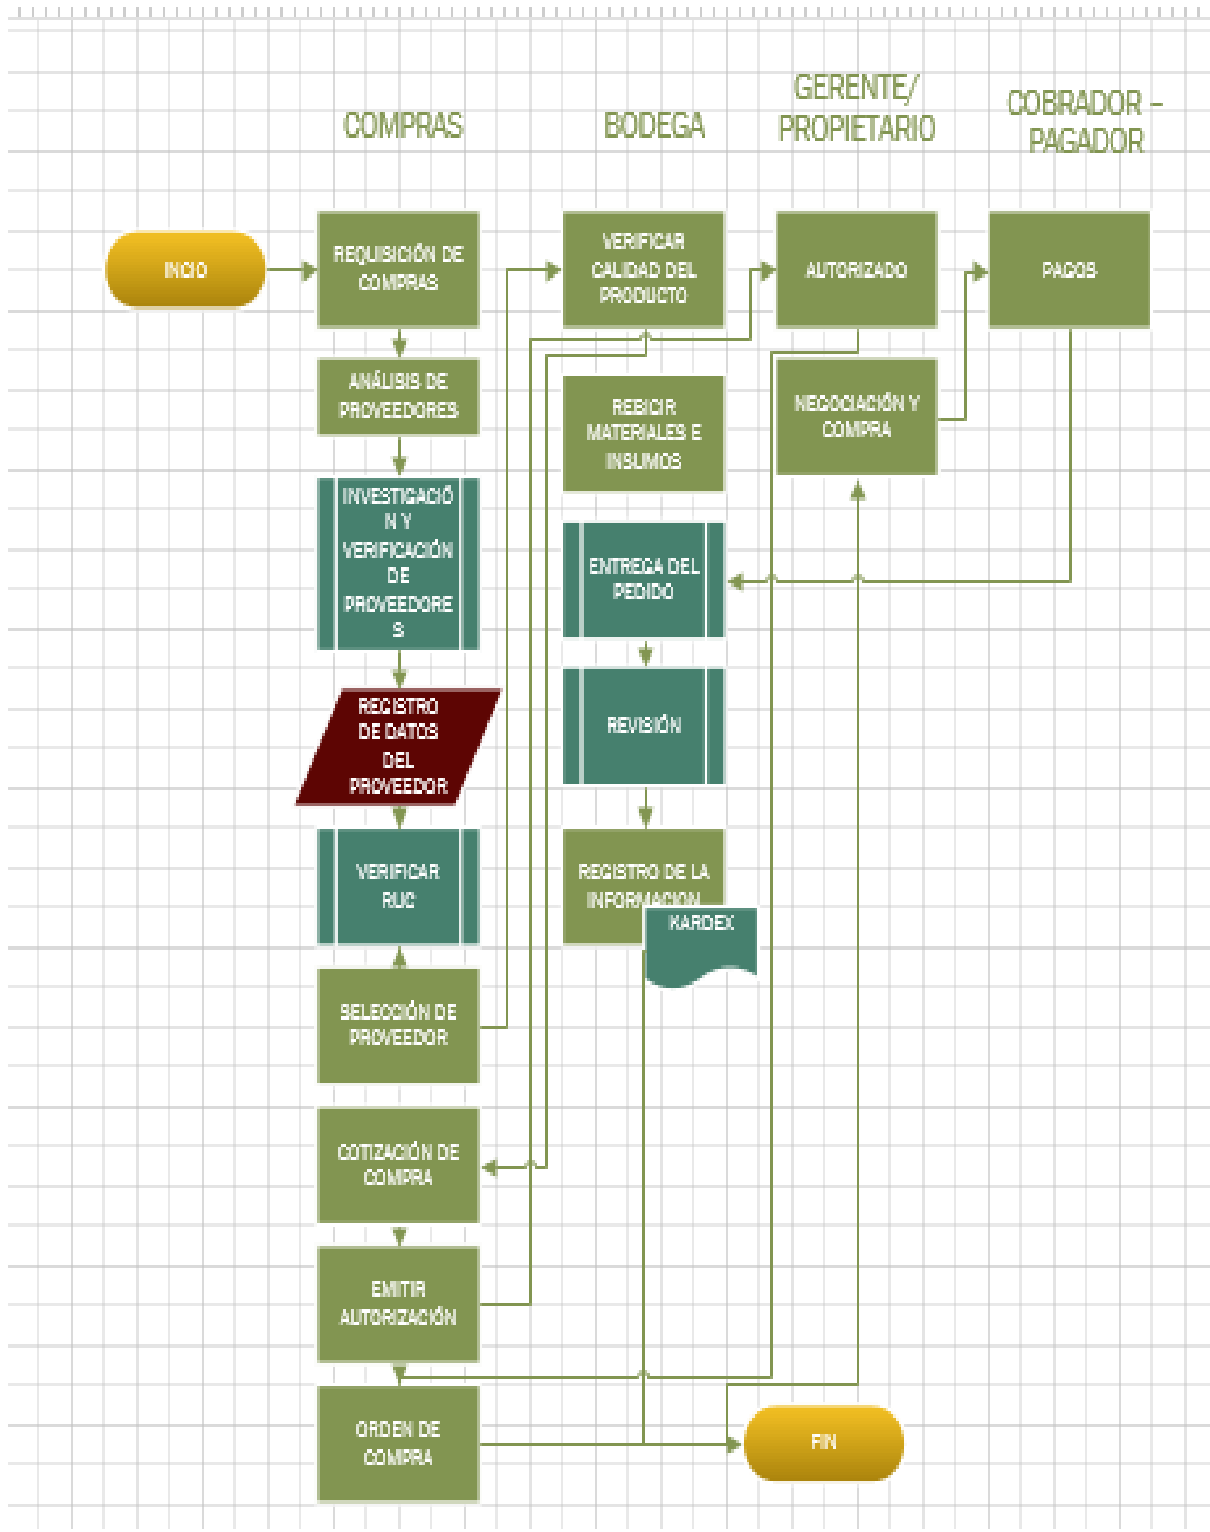 GERENTE/
PROPIETARIO
COBRADOR –
PAGADOR
COMPRAS
BODEGA
INCIO
REQUISICIÓN DE
COMPRAS
VERIFICAR
CALIDAD DEL
PRODUCTO
AUTORIZADO
PAGOS
ANÁLISIS DE
PROVEEDORES
REBICIR
MATERIALES E
INSUMOS
NEGOCIACIÓN Y
COMPRA
INVESTIGACIÓ
N Y
VERIFICACIÓN
DE
PROVEEDORE
S
ENTREGA DEL
PEDIDO
REGISTRO
DE DATOS
DEL
PROVEEDOR
REVISIÓN
VERIFICAR
RUC
REGISTRO DE LA
INFORMACION
KARDEX
SELECCIÓN DE
PROVEEDOR
COTIZACIÓN DE
COMPRA
EMITIR
AUTORIZACIÓN
ORDEN DE
COMPRA
FIN